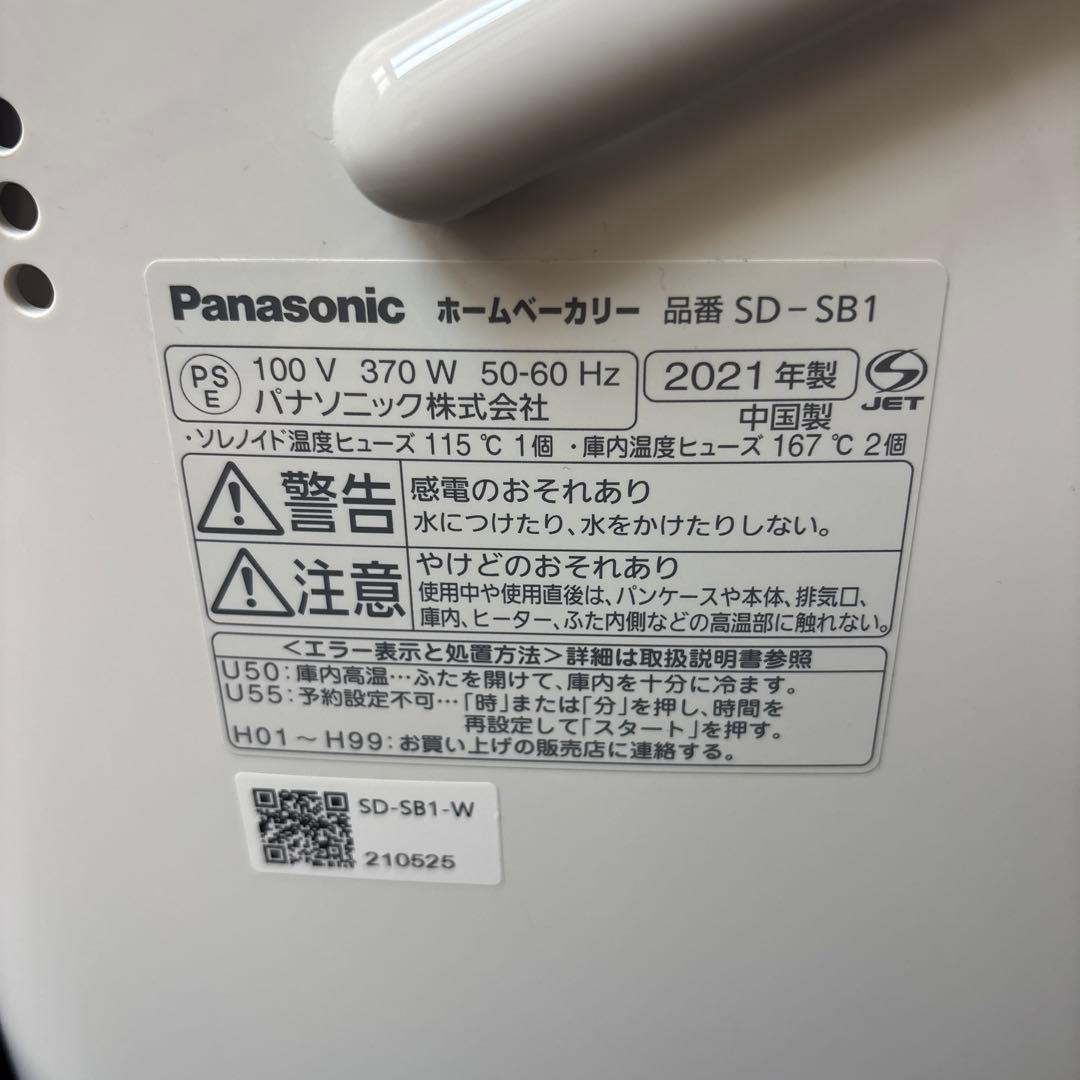 Panasonic ホームベーカリー 品番 SD-SB1
PS E 100 V 370 W 50-60 Hz
パナソニック株式会社
2021 年製
JET
中国製
・ソレノイド温度ヒューズ 115 ℃ 1個 ・庫内温度ヒューズ 167 ℃ 2個
警告
感電のおそれあり
水につけたり、水をかけたりしない。
注意
やけどのおそれあり
使用中や使用直後は、パンケースや本体、排気口、
庫内、ヒーター、ふた内側などの高温部に触れない。
<エラー表示と処置方法>詳細は取扱説明書参照
U50:庫内高温…ふたを開けて、庫内を十分に冷ます。
U55:予約設定不可…「時」または「分」を押し、時間を
再設定して「スタート」を押す。
H01～H99:お買い上げの販売店に連絡する。
SD-SB1-W
210525